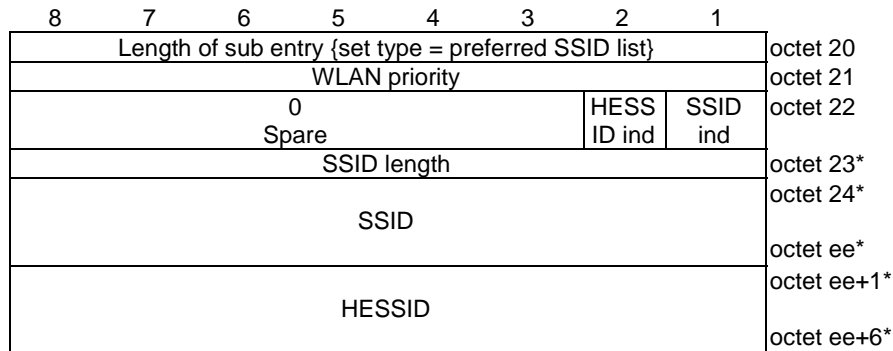 8 7 6 5 4 3 2 1
Length of sub entry {set type = preferred SSID list} octet 20
WLAN priority octet 21
0 HESS SSID octet 22
Spare ID ind ind
SSID length octet 23*
octet 24*
SSID
octet ee*
octet ee+1*
HESSID
octet ee+6*